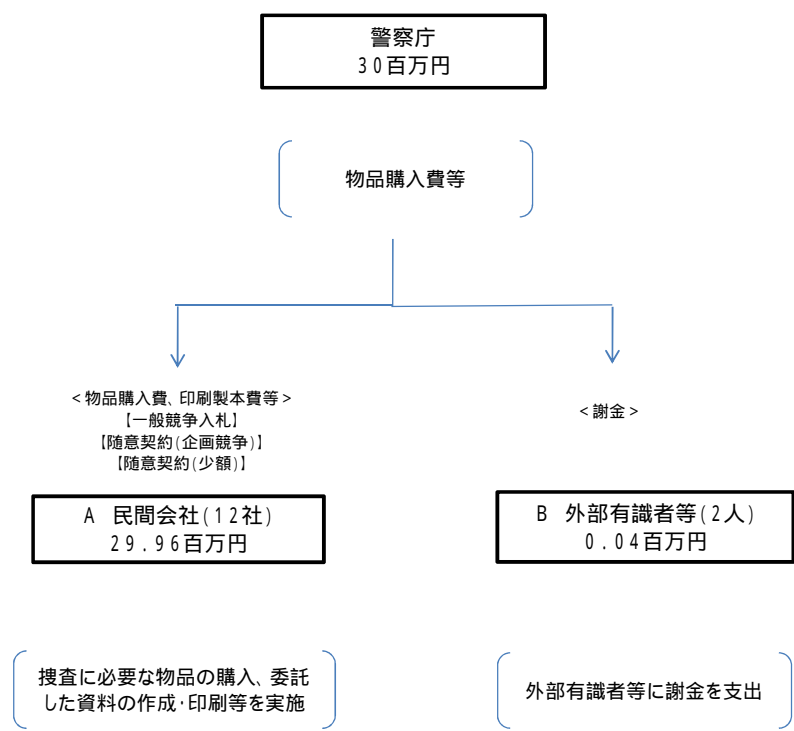 警察庁
30百万円
物品購入費等
<物品購入費、印刷製本費等>
【一般競争入札】
【随意契約(企画競争)】
【随意契約(少額)】
<謝金>
A 民間会社(12社)
29.96百万円
B 外部有識者等(2人)
0.04百万円
捜査に必要な物品の購入、委託
した資料の作成・印刷等を実施
外部有識者等に謝金を支出